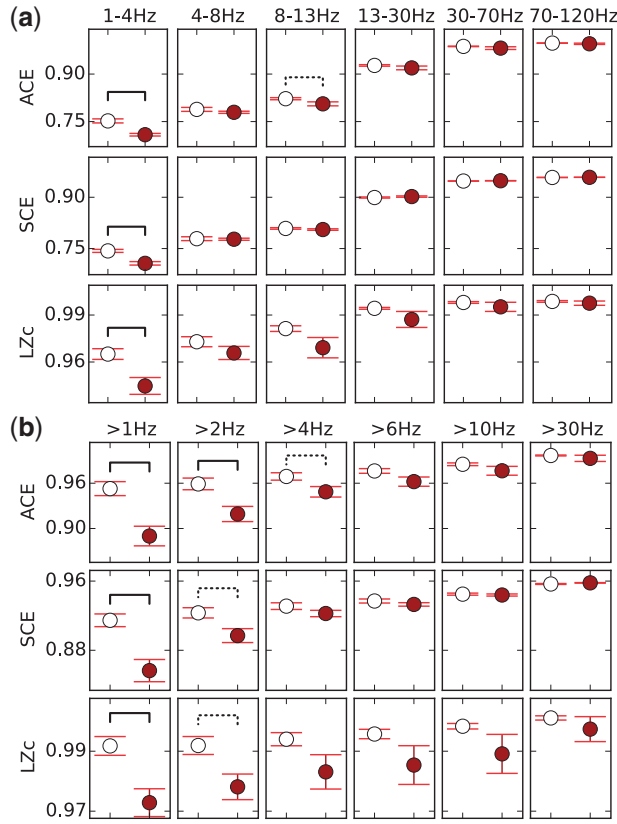 (a)
1-4Hz 4-8Hz 8-13Hz 13-30Hz 30-70Hz 70-120Hz
ACE
0.90
0.75
SCE
0.90
0.75
LZc
0.99
0.96
(b)
>1Hz >2Hz >4Hz >6Hz >10Hz >30Hz
ACE
0.96
0.90
SCE
0.96
0.88
LZc
0.99
0.97